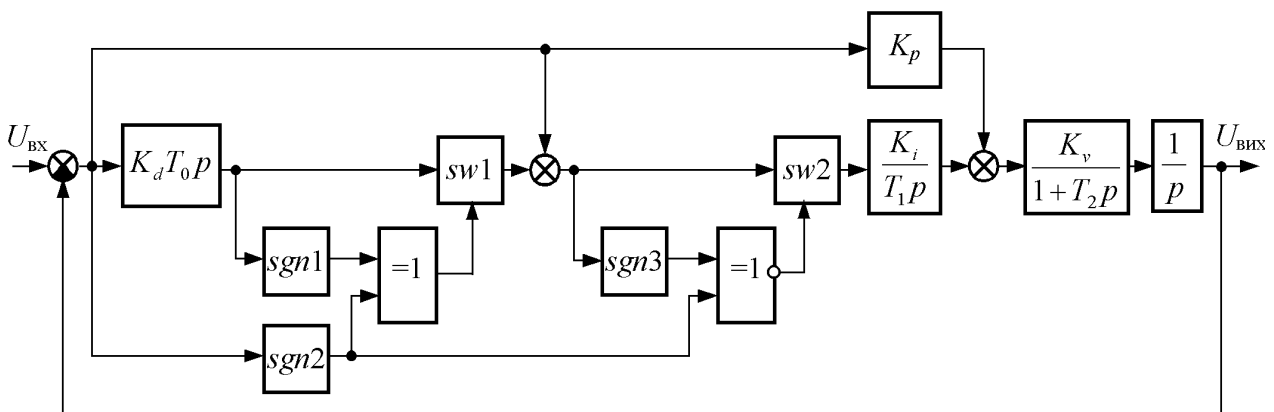 K_p
U_вх
K_d T_0 p
sw1
sw2
K_i
T_1 p
K_v
1 + T_2 p
1
p
U_вих
sgn1
=1
sgn3
=1
sgn2